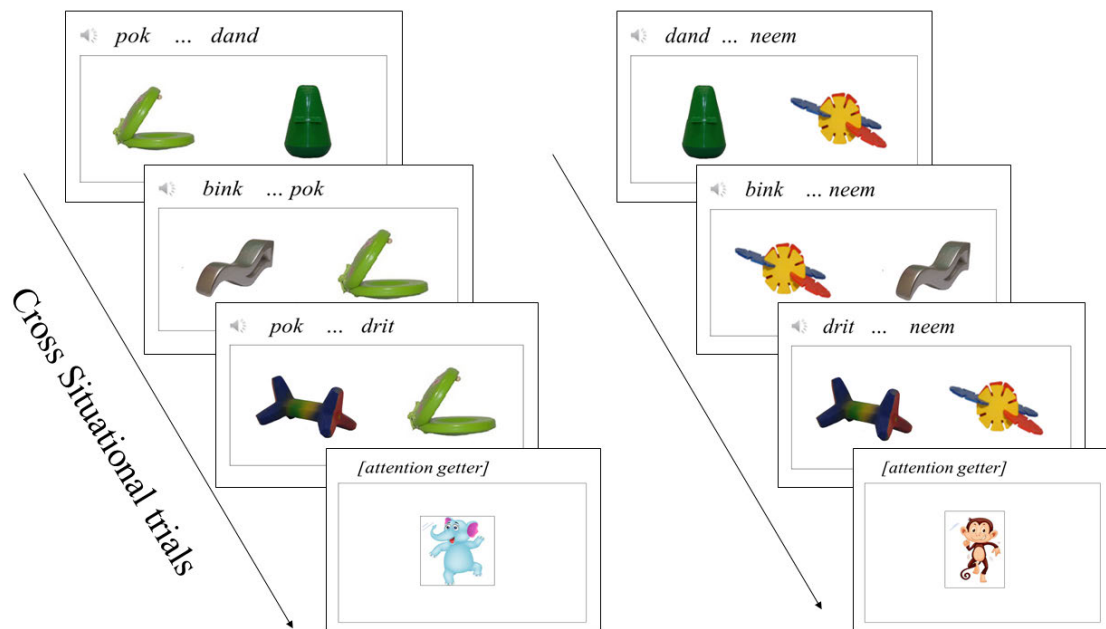 pok ... dand
bink ... pok
pok ... drit
[attention getter]
Cross Situational trials
dand ... neem
bink ... neem
drit ... neem
[attention getter]